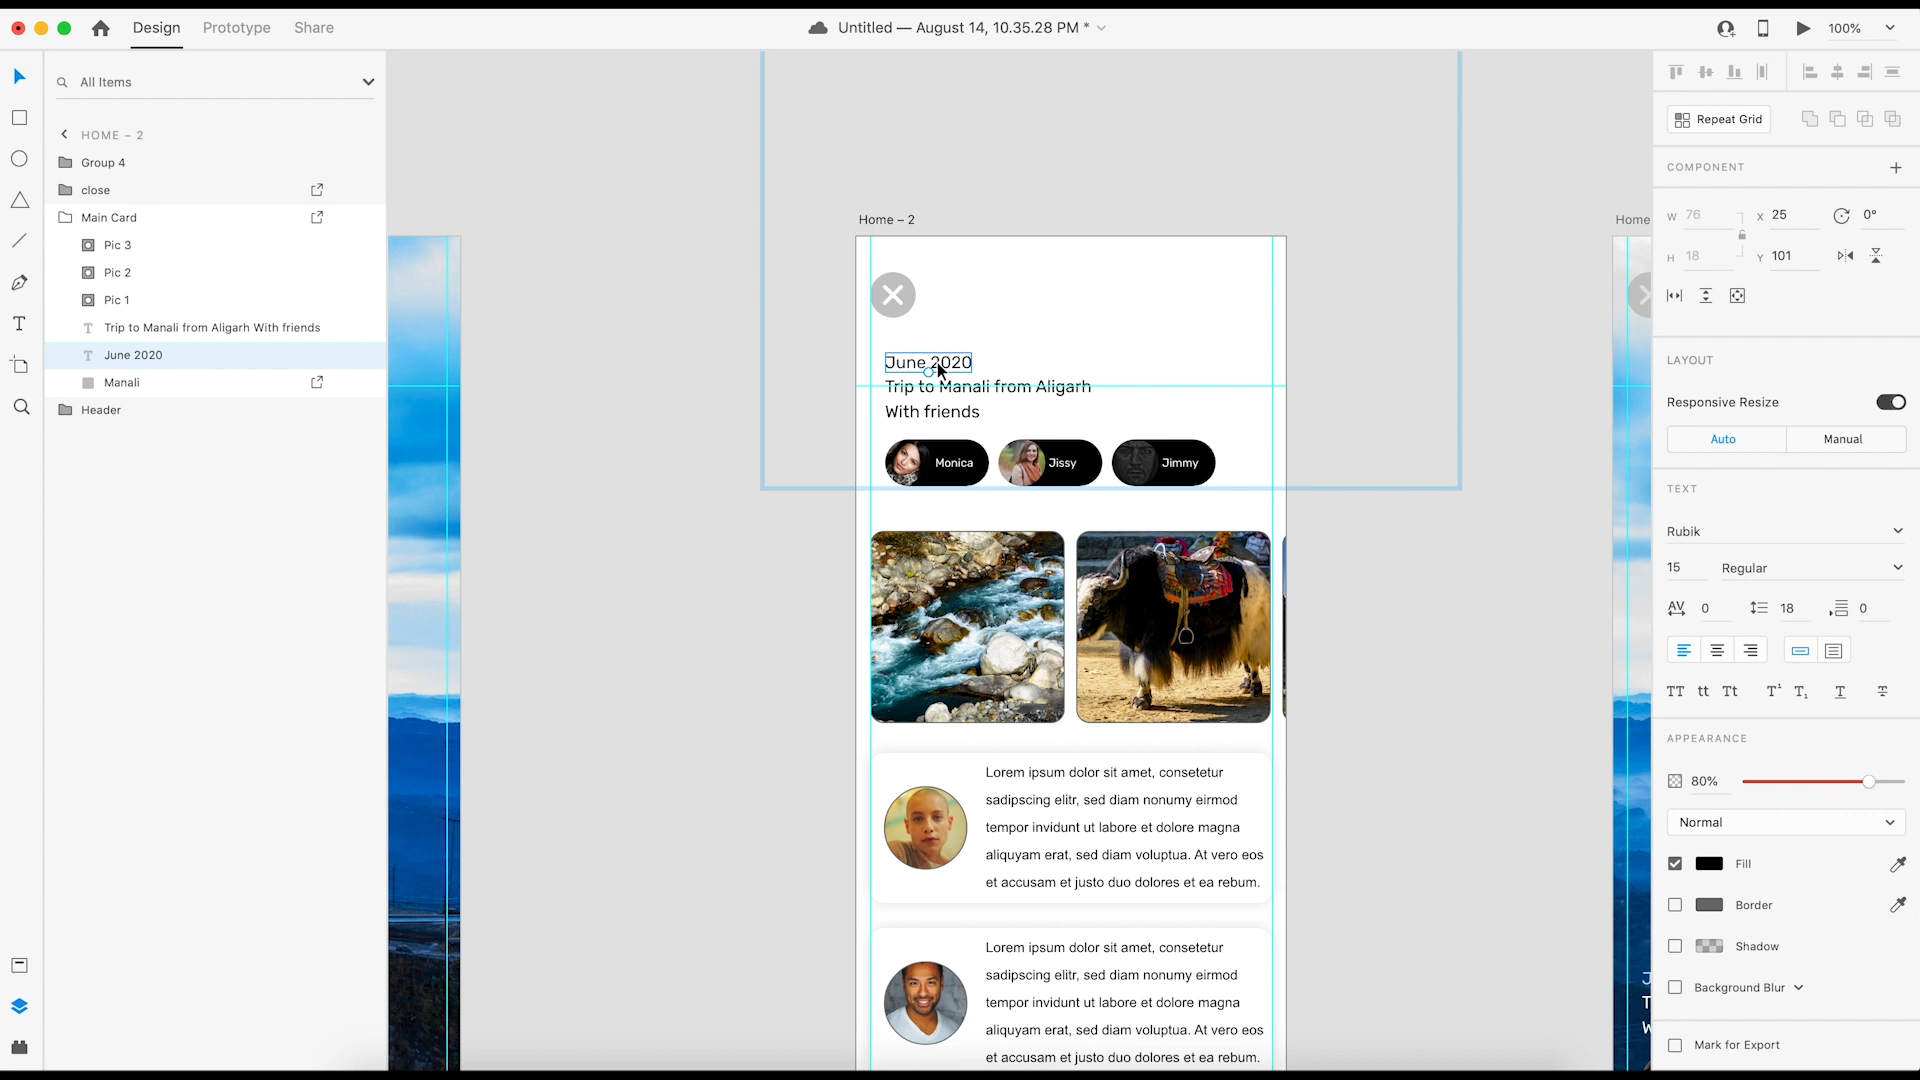 Design
Prototype
Share
Untitled — August 14, 10.35.28 PM *
100%
All Items
HOME – 2
Group 4
close
Main Card
Pic 3
Pic 2
Pic 1
T Trip to Manali from Aligarh With friends
T June 2020
Manali
Header
Home – 2
June 2020
Trip to Manali from Aligarh
With friends
Monica
Jissy
Jimmy
Lorem ipsum dolor sit amet, consetetur
sadipscing elitr, sed diam nonumy eirmod
tempor invidunt ut labore et dolore magna
aliquyam erat, sed diam voluptua. At vero eos
et accusam et justo duo dolores et ea rebum.
Lorem ipsum dolor sit amet, consetetur
sadipscing elitr, sed diam nonumy eirmod
tempor invidunt ut labore et dolore magna
aliquyam erat, sed diam voluptua. At vero eos
et accusam et justo duo dolores et ea rebum.
Home
Repeat Grid
COMPONENT
W 76 X 25 0°
H 18 Y 101
LAYOUT
Responsive Resize
Auto
Manual
TEXT
Rubik
15 Regular
AV 0 18 0
TT tt Tt T¹ T₁ T T
APPEARANCE
80%
Normal
Fill
Border
Shadow
Background Blur
Mark for Export